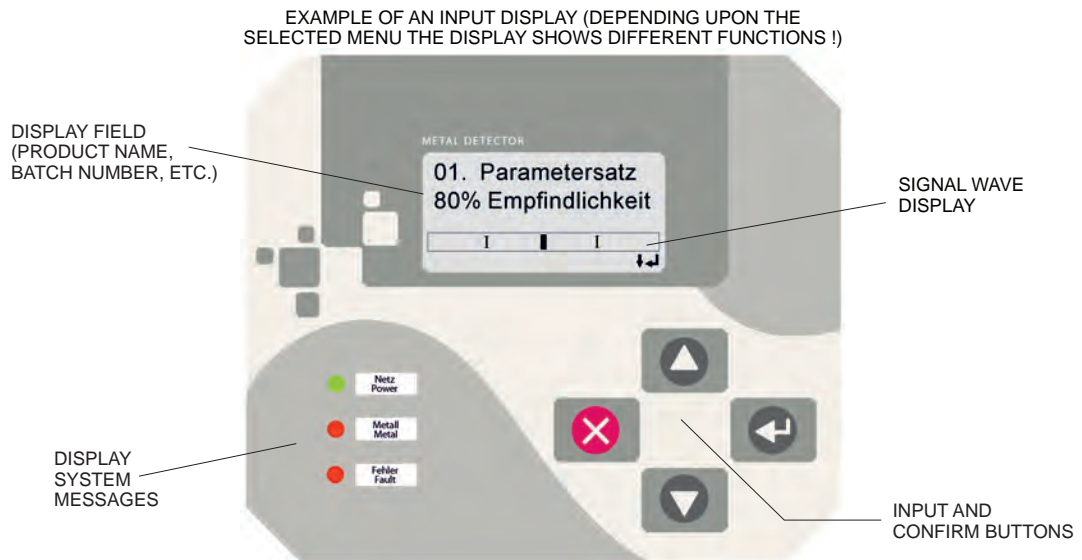 EXAMPLE OF AN INPUT DISPLAY (DEPENDING UPON THE
SELECTED MENU THE DISPLAY SHOWS DIFFERENT FUNCTIONS !)
DISPLAY FIELD
(PRODUCT NAME,
BATCH NUMBER, ETC.)
METAL DETECTOR
01. Parametersatz
80% Empfindlichkeit
SIGNAL WAVE
DISPLAY
Netz
Power
Metall
Metal
Fehler
Fault
DISPLAY
SYSTEM
MESSAGES
INPUT AND
CONFIRM BUTTONS